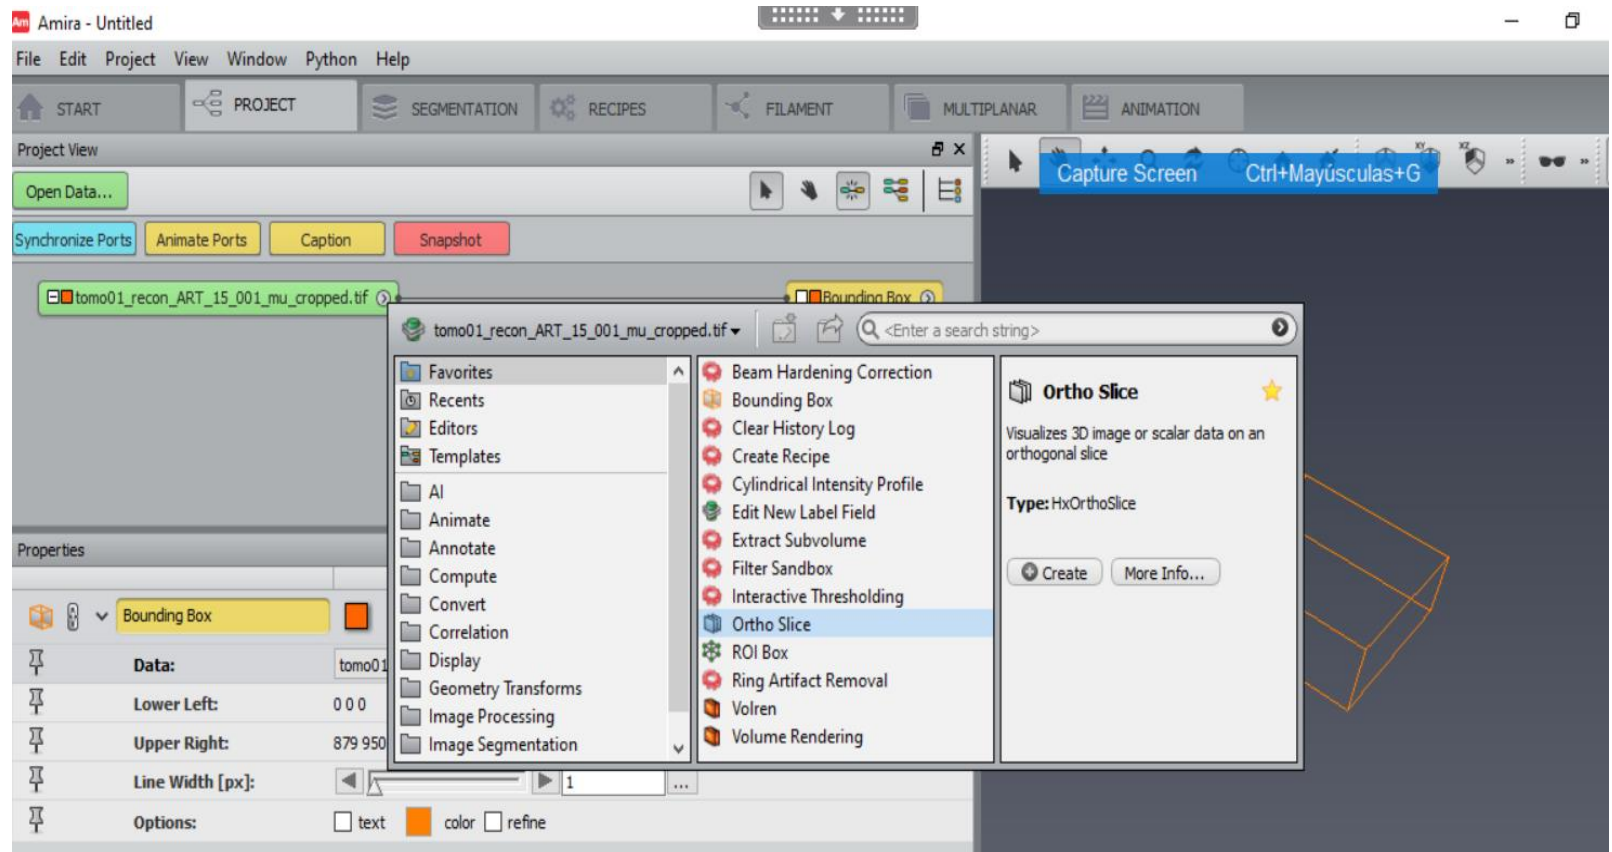 Am Amira - Untitled
File Edit Project View Window Python Help
START PROJECT SEGMENTATION RECIPES FILAMENT MULTIPLANAR ANIMATION
Project View
XY XZ » »
Capture Screen Ctrl+Mayúsculas+G
Open Data...
Synchronize Ports Animate Ports Caption Snapshot
tomo01_recon_ART_15_001_mu_cropped.tif Bounding Box
tomo01_recon_ART_15_001_mu_cropped.tif <Enter a search string>
Favorites
Recents
Editors
Templates
AI
Animate
Annotate
Compute
Convert
Correlation
Display
Geometry Transforms
Image Processing
Image Segmentation
Beam Hardening Correction
Bounding Box
Clear History Log
Create Recipe
Cylindrical Intensity Profile
Edit New Label Field
Extract Subvolume
Filter Sandbox
Interactive Thresholding
Ortho Slice
ROI Box
Ring Artifact Removal
Volren
Volume Rendering
Ortho Slice
Visualizes 3D image or scalar data on an
orthogonal slice
Type: HxOrthoSlice
Create More Info...
Properties
Bounding Box
Data: tomo01
Lower Left: 0 0 0
Upper Right: 879 950
Line Width [px]: 1 ...
Options: text color refine